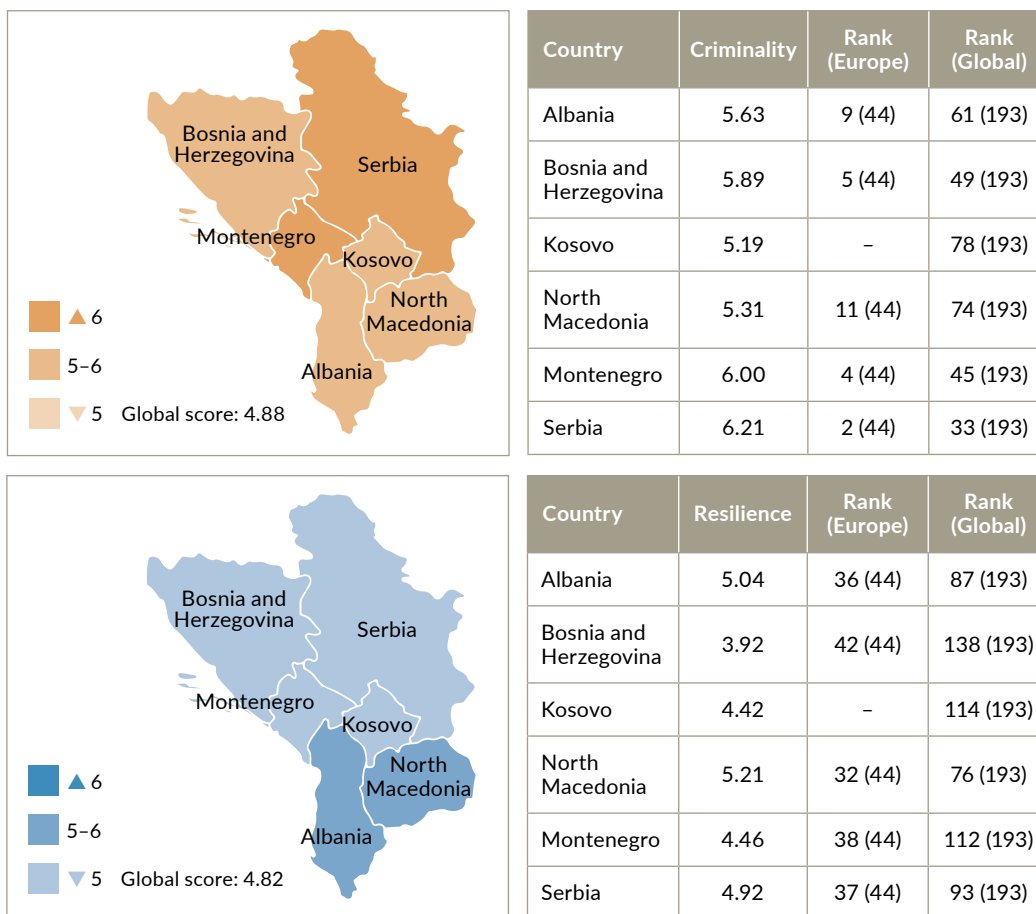 Bosnia and
Herzegovina
Serbia
Montenegro
Kosovo
North
Macedonia
Albania
▲ 6
5–6
▼ 5 Global score: 4.88
Country Criminality Rank
(Europe) Rank
(Global)
Albania 5.63 9 (44) 61 (193)
Bosnia and
Herzegovina 5.89 5 (44) 49 (193)
Kosovo 5.19 – 78 (193)
North
Macedonia 5.31 11 (44) 74 (193)
Montenegro 6.00 4 (44) 45 (193)
Serbia 6.21 2 (44) 33 (193)
Bosnia and
Herzegovina
Serbia
Montenegro
Kosovo
North
Macedonia
Albania
▲ 6
5–6
▼ 5 Global score: 4.82
Country Resilience Rank
(Europe) Rank
(Global)
Albania 5.04 36 (44) 87 (193)
Bosnia and
Herzegovina 3.92 42 (44) 138 (193)
Kosovo 4.42 – 114 (193)
North
Macedonia 5.21 32 (44) 76 (193)
Montenegro 4.46 38 (44) 112 (193)
Serbia 4.92 37 (44) 93 (193)